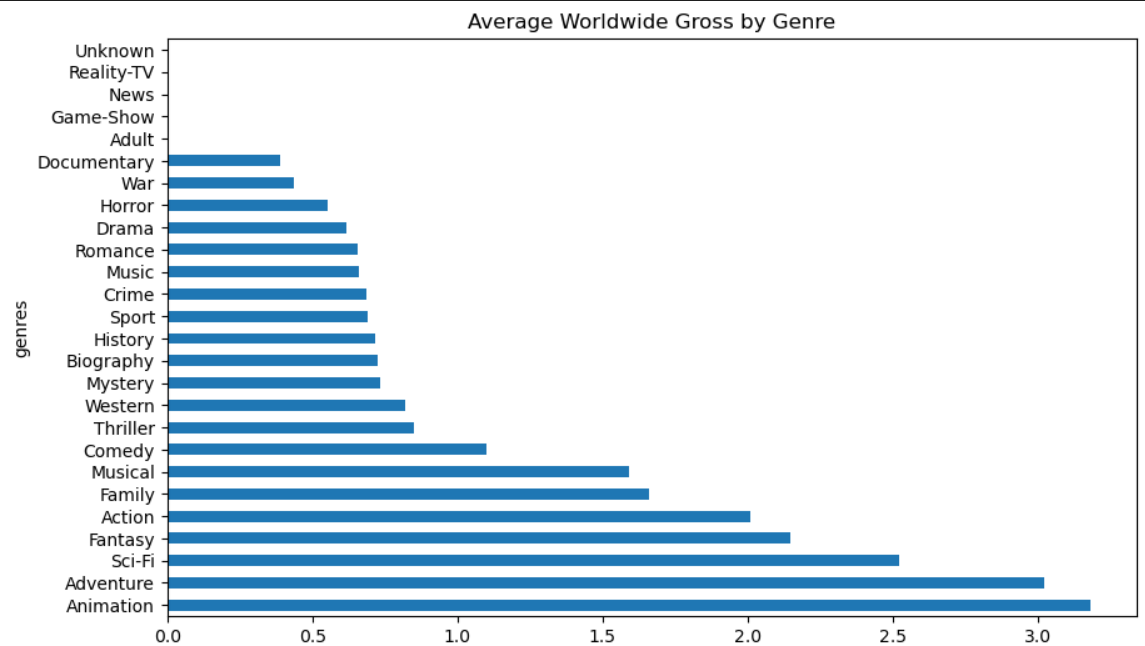 Average Worldwide Gross by Genre
genres
Unknown
Reality-TV
News
Game-Show
Adult
Documentary
War
Horror
Drama
Romance
Music
Crime
Sport
History
Biography
Mystery
Western
Thriller
Comedy
Musical
Family
Action
Fantasy
Sci-Fi
Adventure
Animation
0.0 0.5 1.0 1.5 2.0 2.5 3.0